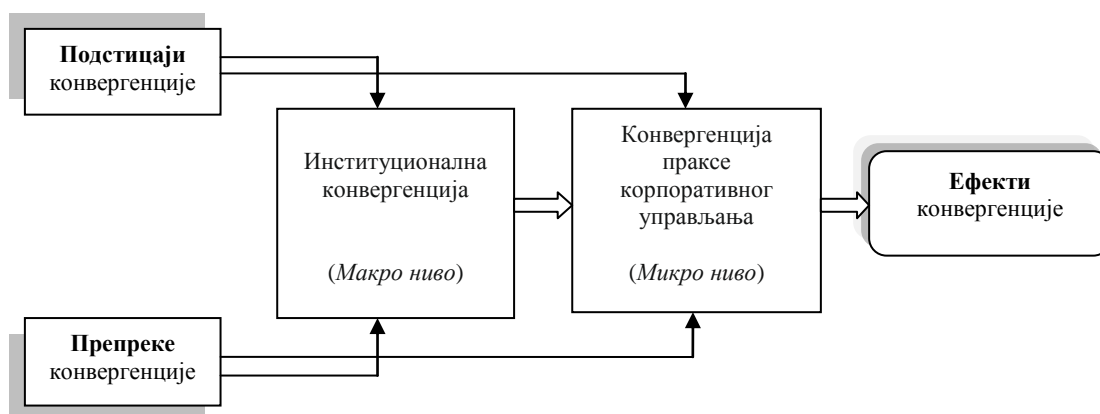 Подстицаји
конвергенције
Институционална
конвергенција
(Макро ниво)
Конвергенција
праксе
корпоративног
управљања
(Микро ниво)
Ефекти
конвергенције
Препреке
конвергенције